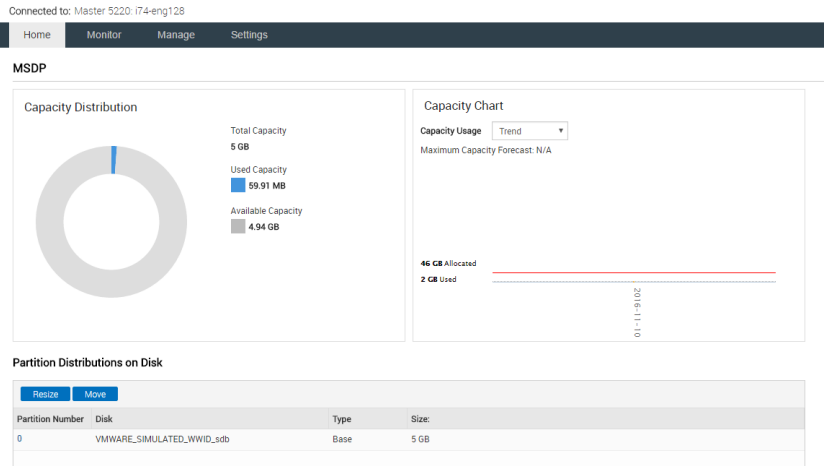 Connected to: Master 5220: i74-eng128
Home Monitor Manage Settings
MSDP
Capacity Distribution
Total Capacity
5 GB
Used Capacity
59.91 MB
Available Capacity
4.94 GB
Capacity Chart
Capacity Usage Trend
Maximum Capacity Forecast: N/A
46 GB Allocated
2 GB Used
2016-11-10
Partition Distributions on Disk
Resize Move
Partition Number Disk Type Size:
0 VMWARE_SIMULATED_WWID_sdb Base 5 GB